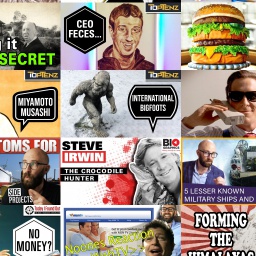 g it
SECRET
TOPTENZ
CEO
FECES...
TOPTENZ
MIYAMOTO
MUSASHI
TOPTENZ
INTERNATIONAL
BIGFOOTS
TOMS FOR
SIDE
PROJECTS
STEVE
IRWIN
THE CROCODILE
HUNTER
BIO
5 LESSER KNOWN
MILITARY SHIPS AND
NO
MONEY?
FORMING
THE
HIMALAYAS